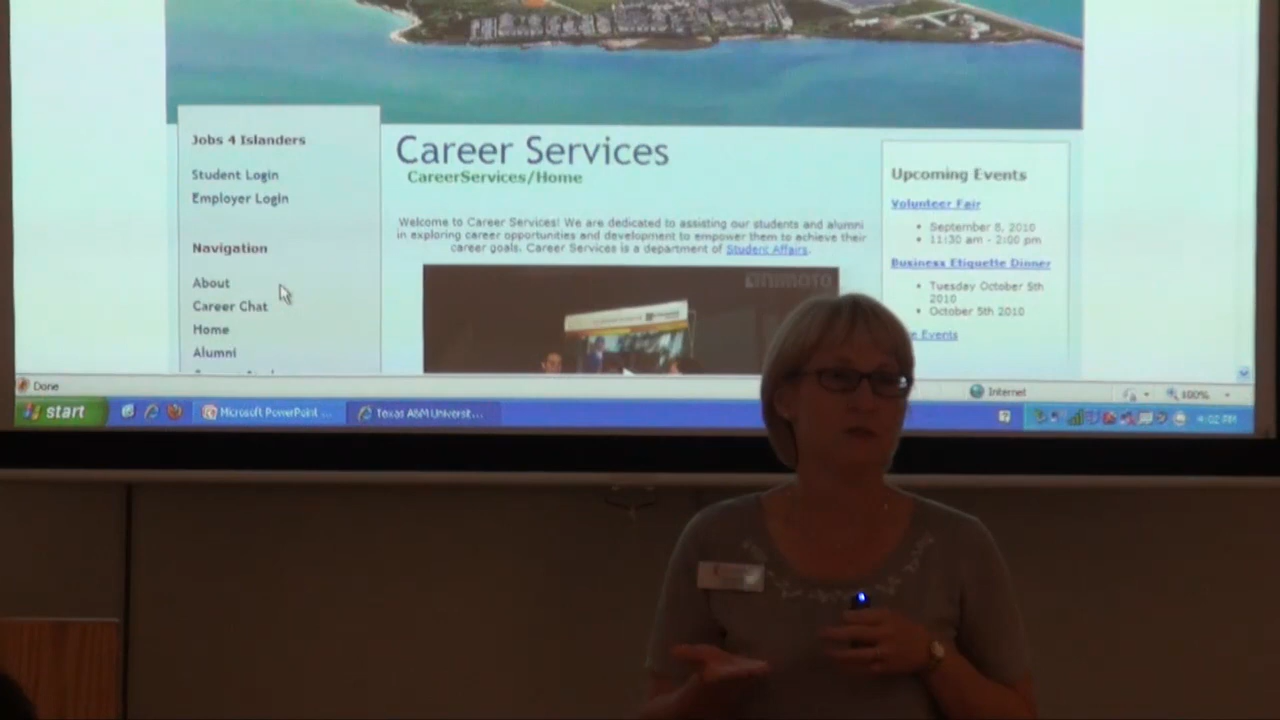 Jobs 4 Islanders
Student Login
Employer Login
Navigation
About
Career Chat
Home
Alumni
Career Services
CareerServices/Home
Welcome to Career Services! We are dedicated to assisting our students and alumni
in exploring career opportunities and development to empower them to achieve their
career goals. Career Services is a department of Student Affairs.
ANIMOTO
Upcoming Events
Volunteer Fair
September 8, 2010
11:30 am - 2:00 pm
Business Etiquette Dinner
Tuesday October 5th
2010
October 5th 2010
Events
Done
Internet
100%
start
Microsoft PowerPoint ...
Texas A&M Universit...
4:02 PM